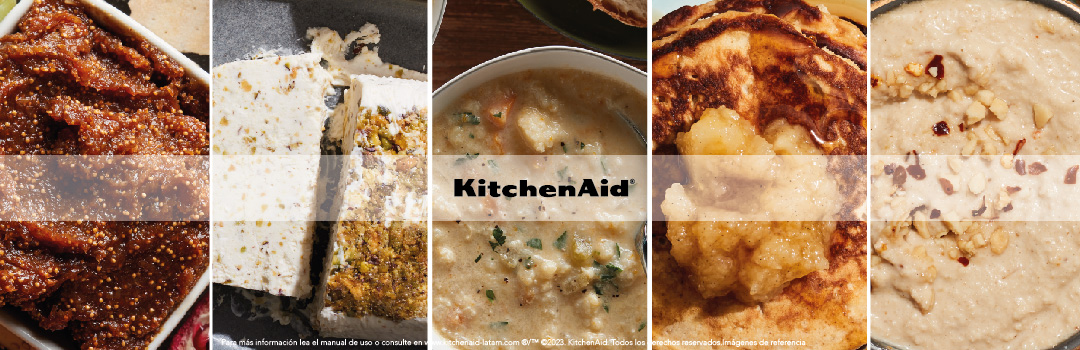 KitchenAid®
Para más información lea el manual de uso o consulte en www.kitchenaid-latam.com ®/™ ©2023. KitchenAid. Todos los derechos reservados.Imágenes de referencia